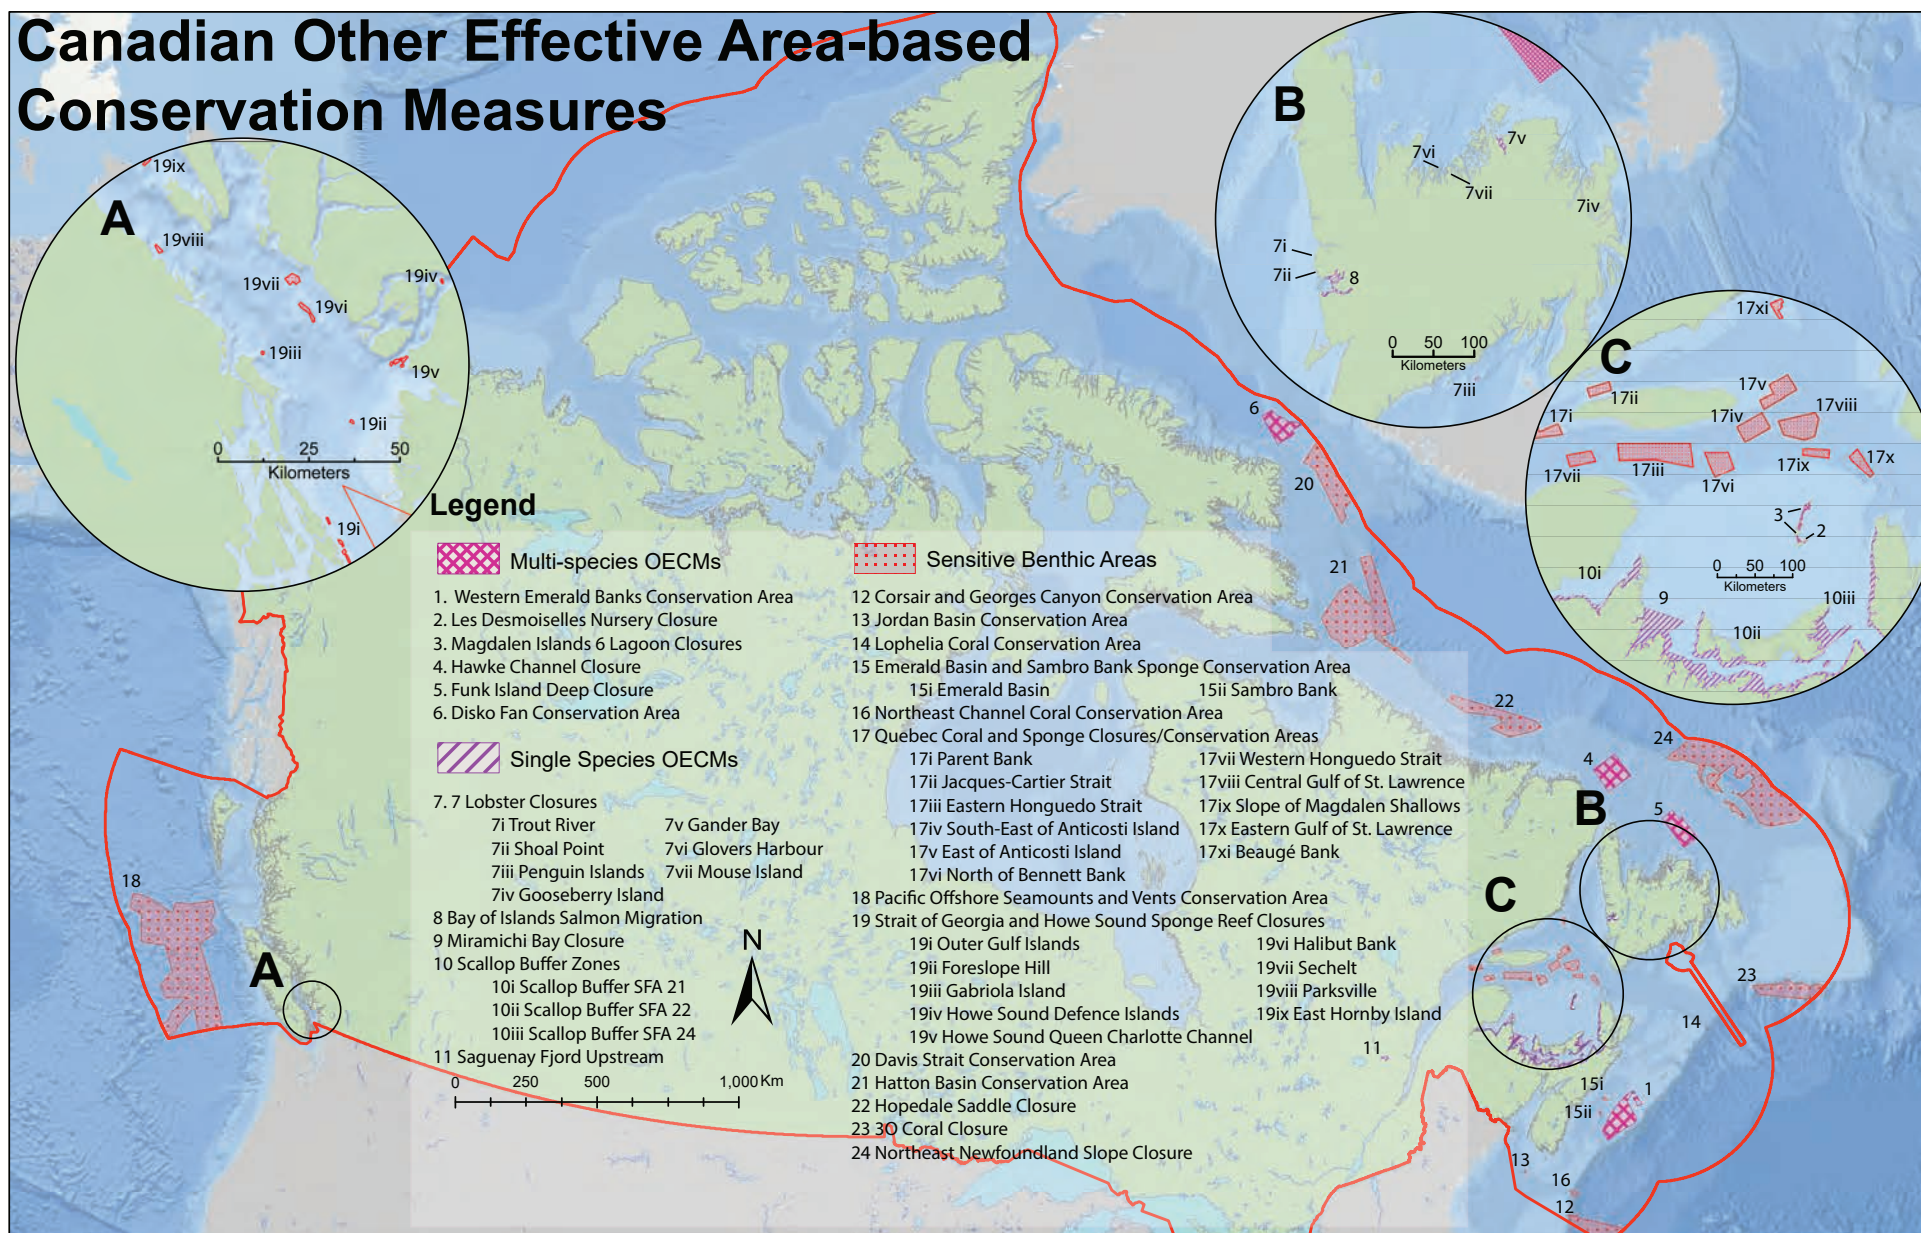 Canadian Other Effective Area-based
Conservation Measures
A
19ix
19viii
19vii
19vi
19iv
19iii
19v
19ii
0 25 50
Kilometers
19i
B
7v
7vi
7vii
7iv
7i
7ii
8
0 50 100
Kilometers
7iii
C
17xi
17v
17ii
17i
17iv
17viii
17vii
17iii
17vi
17ix
17x
3
2
0 50 100
Kilometers
10i
9
10ii
10iii
6
20
21
22
24
4
B
5
C
23
14
11
15i
15ii
1
13
16
12
18
A
Legend
Multi-species OECMs
1. Western Emerald Banks Conservation Area
2. Les Desmoiselles Nursery Closure
3. Magdalen Islands 6 Lagoon Closures
4. Hawke Channel Closure
5. Funk Island Deep Closure
6. Disko Fan Conservation Area
Single Species OECMs
7. 7 Lobster Closures
7i Trout River 7v Gander Bay
7ii Shoal Point 7vi Glovers Harbour
7iii Penguin Islands 7vii Mouse Island
7iv Gooseberry Island
8 Bay of Islands Salmon Migration
9 Miramichi Bay Closure
10 Scallop Buffer Zones
10i Scallop Buffer SFA 21
10ii Scallop Buffer SFA 22
10iii Scallop Buffer SFA 24
11 Saguenay Fjord Upstream
0 250 500 1,000 Km
N
Sensitive Benthic Areas
12 Corsair and Georges Canyon Conservation Area
13 Jordan Basin Conservation Area
14 Lophelia Coral Conservation Area
15 Emerald Basin and Sambro Bank Sponge Conservation Area
15i Emerald Basin 15ii Sambro Bank
16 Northeast Channel Coral Conservation Area
17 Quebec Coral and Sponge Closures/Conservation Areas
17i Parent Bank 17vii Western Honguedo Strait
17ii Jacques-Cartier Strait 17viii Central Gulf of St. Lawrence
17iii Eastern Honguedo Strait 17ix Slope of Magdalen Shallows
17iv South-East of Anticosti Island 17x Eastern Gulf of St. Lawrence
17v East of Anticosti Island 17xi Beaugé Bank
17vi North of Bennett Bank
18 Pacific Offshore Seamounts and Vents Conservation Area
19 Strait of Georgia and Howe Sound Sponge Reef Closures
19i Outer Gulf Islands 19vi Halibut Bank
19ii Foreslope Hill 19vii Sechelt
19iii Gabriola Island 19viii Parksville
19iv Howe Sound Defence Islands 19ix East Hornby Island
19v Howe Sound Queen Charlotte Channel
20 Davis Strait Conservation Area
21 Hatton Basin Conservation Area
22 Hopedale Saddle Closure
23 3O Coral Closure
24 Northeast Newfoundland Slope Closure